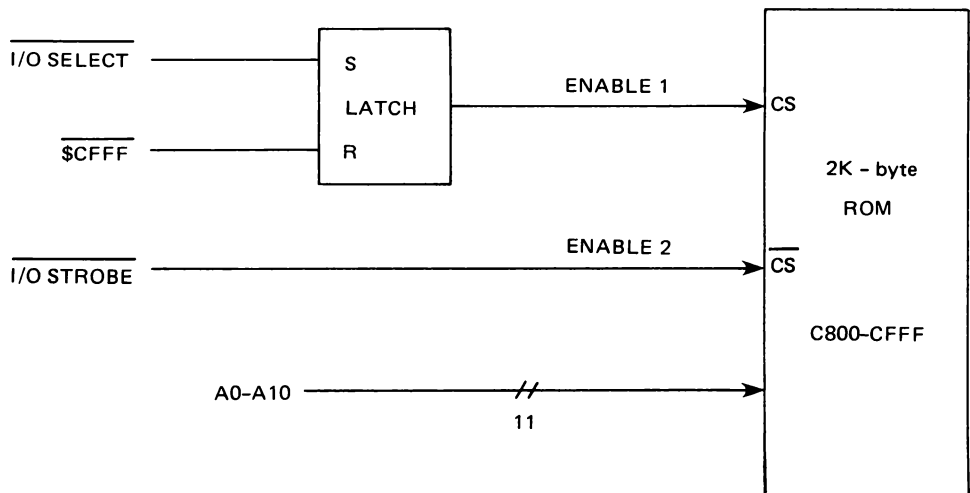 I/O SELECT
S
LATCH
R
$CFFF
ENABLE 1
CS
2K - byte
ROM
I/O STROBE
ENABLE 2
CS
C800-CFFF
A0-A10
11